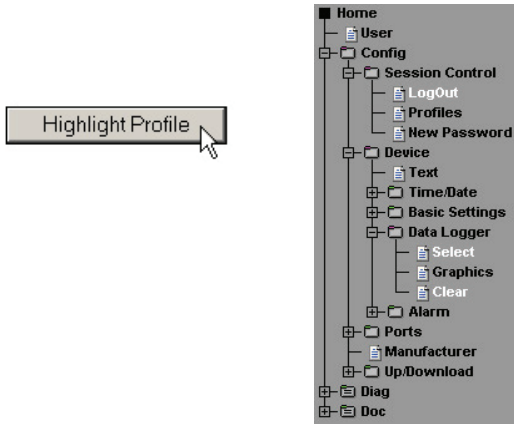 Highlight Profile
Home
User
Config
Session Control
LogOut
Profiles
New Password
Device
Text
Time/Date
Basic Settings
Data Logger
Select
Graphics
Clear
Alarm
Ports
Manufacturer
Up/Download
Diag
Doc